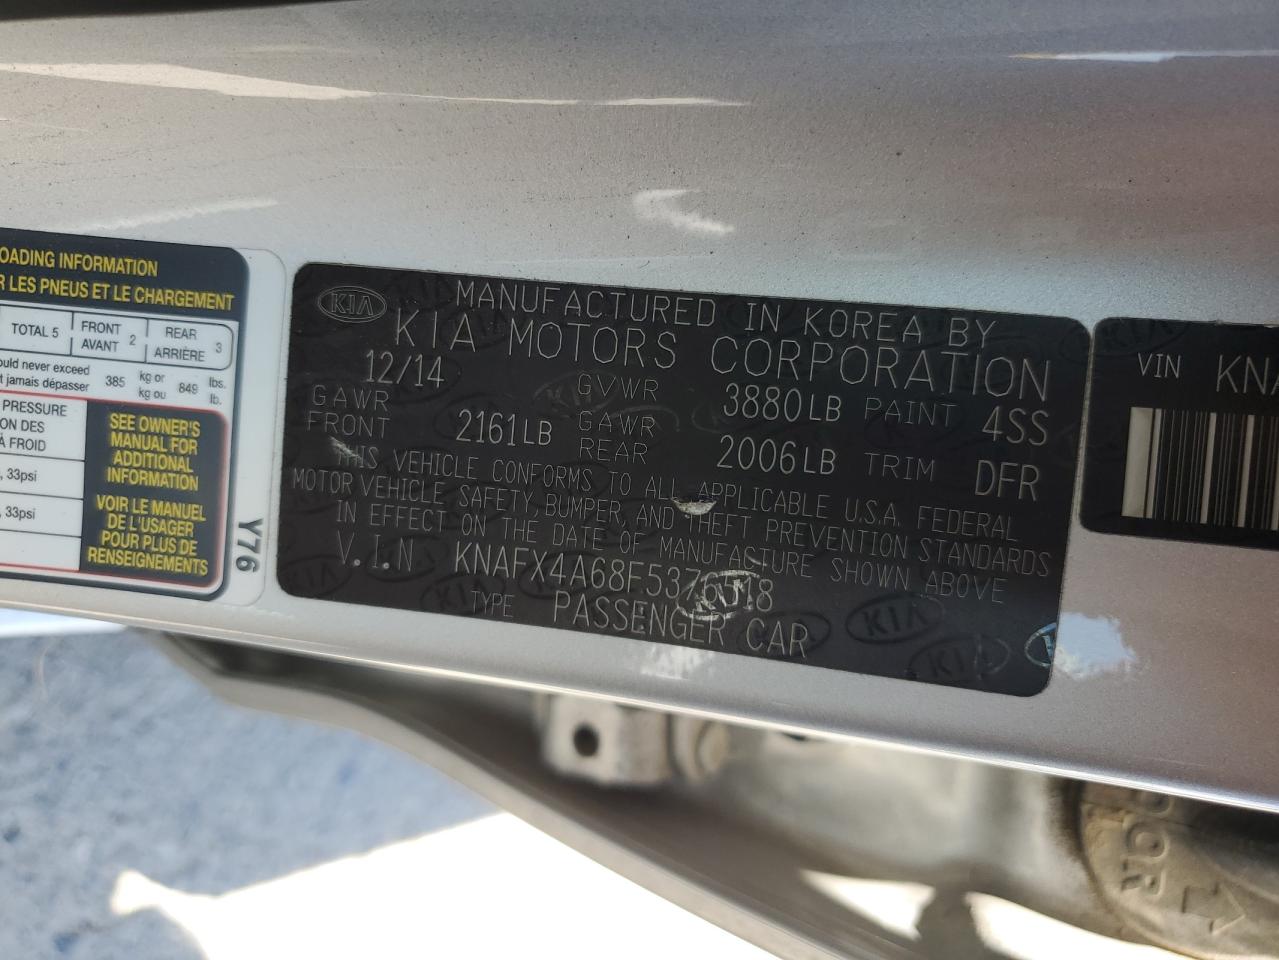 OADING INFORMATION
R LES PNEUS ET LE CHARGEMENT
TOTAL 5
FRONT
AVANT 2
REAR
ARRIÈRE 3
ould never exceed
t jamais dépasser 385 kg or
kg ou 849 lbs.
lb.
PRESSURE
ON DES
À FROID
, 33psi
, 33psi
SEE OWNER'S
MANUAL FOR
ADDITIONAL
INFORMATION
VOIR LE MANUEL
DE L'USAGER
POUR PLUS DE
RENSEIGNEMENTS
Y76
KIA
MANUFACTURED IN KOREA BY
KIA MOTORS CORPORATION
12/14 GVWR 3880LB PAINT 4SS
GAWR
FRONT 2161LB GAWR
REAR 2006LB TRIM DFR
THIS VEHICLE CONFORMS TO ALL APPLICABLE U.S.A. FEDERAL
MOTOR VEHICLE SAFETY, BUMPER, AND THEFT PREVENTION STANDARDS
IN EFFECT ON THE DATE OF MANUFACTURE SHOWN ABOVE
V.I.N
TYPE PASSENGER CAR
KIA
KIA
KIA
VIN KNA